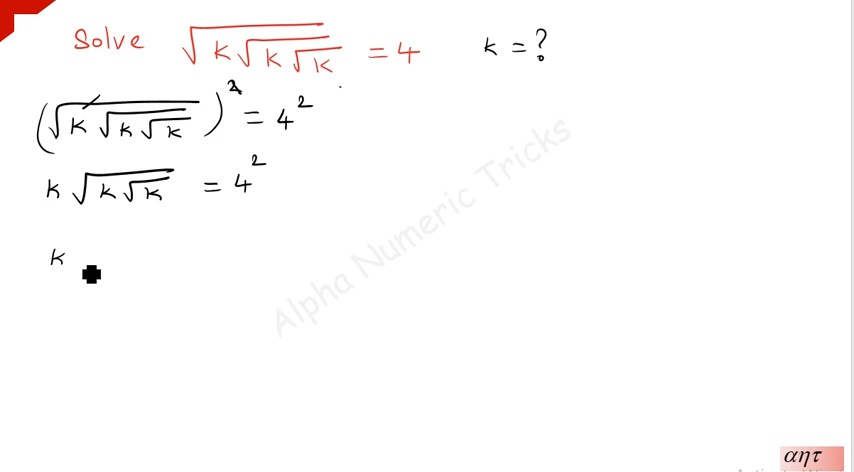 Solve √(K√(K√K)) = 4 K = ?
(√(K√(K√K)))² = 4²
K√(K√K) = 4²
K
Alpha Numeric Tricks
αητ